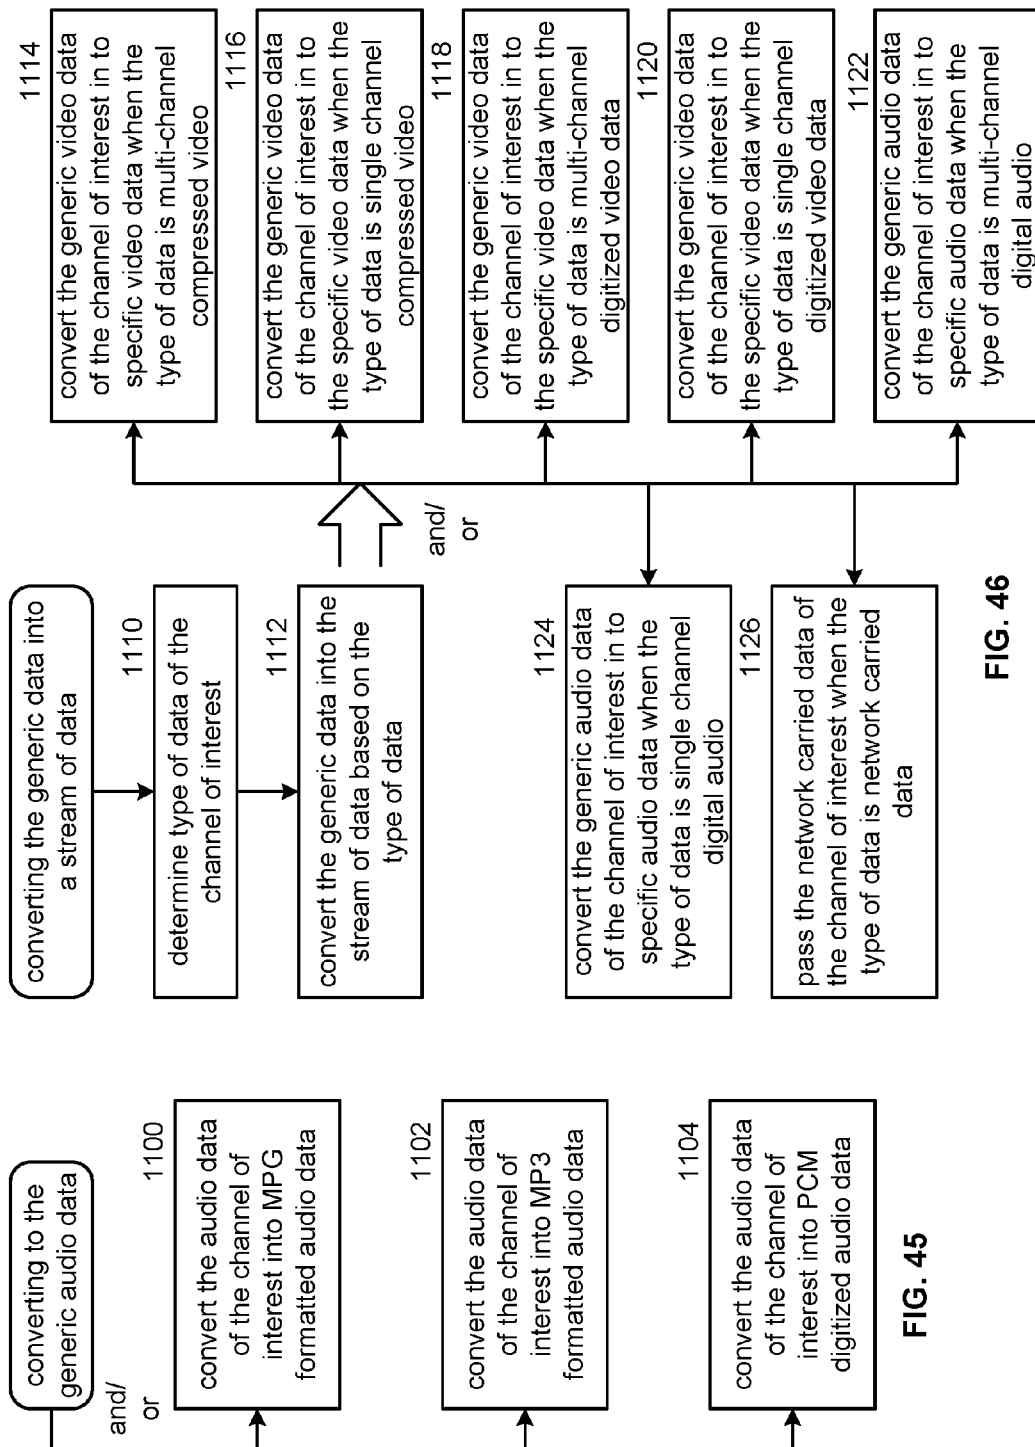 converting to the
generic audio data
and/
or
1100
convert the audio data
of the channel of
interest into MPG
formatted audio data
1102
convert the audio data
of the channel of
interest into MP3
formatted audio data
1104
convert the audio data
of the channel of
interest into PCM
digitized audio data
FIG. 45
converting the generic data into
a stream of data
1110
determine type of data of the
channel of interest
1112
convert the generic data into the
stream of data based on the
type of data
and/
or
1114
convert the generic video data
of the channel of interest in to
specific video data when the
type of data is multi-channel
compressed video
1116
convert the generic video data
of the channel of interest in to
the specific video data when the
type of data is single channel
compressed video
1118
convert the generic video data
of the channel of interest in to
the specific video data when the
type of data is multi-channel
digitized video data
1120
convert the generic video data
of the channel of interest in to
the specific video data when the
type of data is single channel
digitized video data
1122
convert the generic audio data
of the channel of interest in to
specific audio data when the
type of data is multi-channel
digital audio
1124
convert the generic audio data
of the channel of interest in to
specific audio data when the
type of data is single channel
digital audio
1126
pass the network carried data of
the channel of interest when the
type of data is network carried
data
FIG. 46